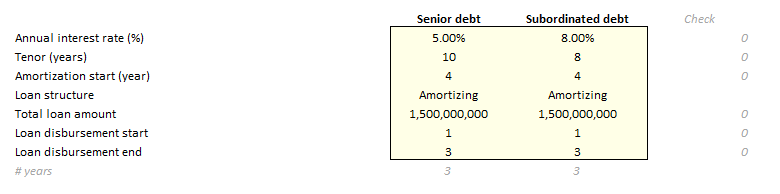 Senior debt Subordinated debt Check
Annual interest rate (%) 5.00% 8.00% 0
Tenor (years) 10 8 0
Amortization start (year) 4 4 0
Loan structure Amortizing Amortizing
Total loan amount 1,500,000,000 1,500,000,000 0
Loan disbursement start 1 1 0
Loan disbursement end 3 3 0
# years 3 3